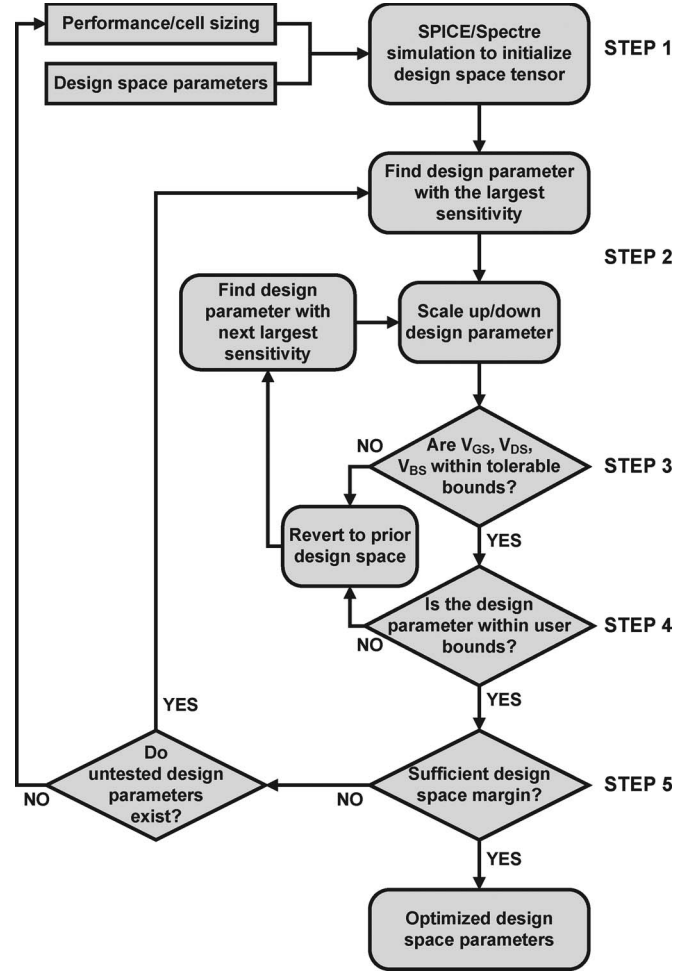 Performance/cell sizing
Design space parameters
SPICE/Spectre
simulation to initialize
design space tensor
STEP 1
Find design parameter
with the largest
sensitivity
STEP 2
Find design
parameter with
next largest
sensitivity
Scale up/down
design parameter
NO
Are VGS, VDS,
VBS within tolerable
bounds?
STEP 3
Revert to prior
design space
YES
Is the design
parameter within user
bounds?
NO
STEP 4
YES
YES
Do
untested design
parameters
exist?
NO
Sufficient design
space margin?
NO
STEP 5
YES
Optimized design
space parameters